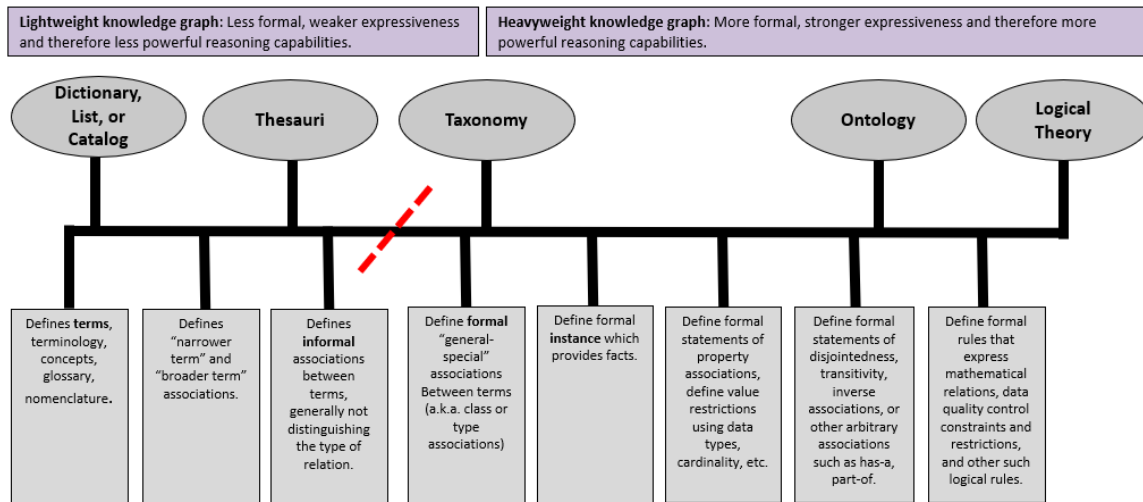 Lightweight knowledge graph: Less formal, weaker expressiveness
and therefore less powerful reasoning capabilities.
Heavyweight knowledge graph: More formal, stronger expressiveness and therefore more
powerful reasoning capabilities.
Dictionary,
List, or
Catalog
Thesauri
Taxonomy
Ontology
Logical
Theory
Defines terms,
terminology,
concepts,
glossary,
nomenclature.
Defines
“narrower
term” and
“broader term”
associations.
Defines
informal
associations
between
terms,
generally not
distinguishing
the type of
relation.
Define formal
“general-
special”
associations
Between terms
(a.k.a. class or
type
associations)
Define formal
instance which
provides facts.
Define formal
statements of
property
associations,
define value
restrictions
using data
types,
cardinality, etc.
Define formal
statements of
disjointedness,
transitivity,
inverse
associations, or
other arbitrary
associations
such as has-a,
part-of.
Define formal
rules that
express
mathematical
relations, data
quality control
constraints and
restrictions,
and other such
logical rules.